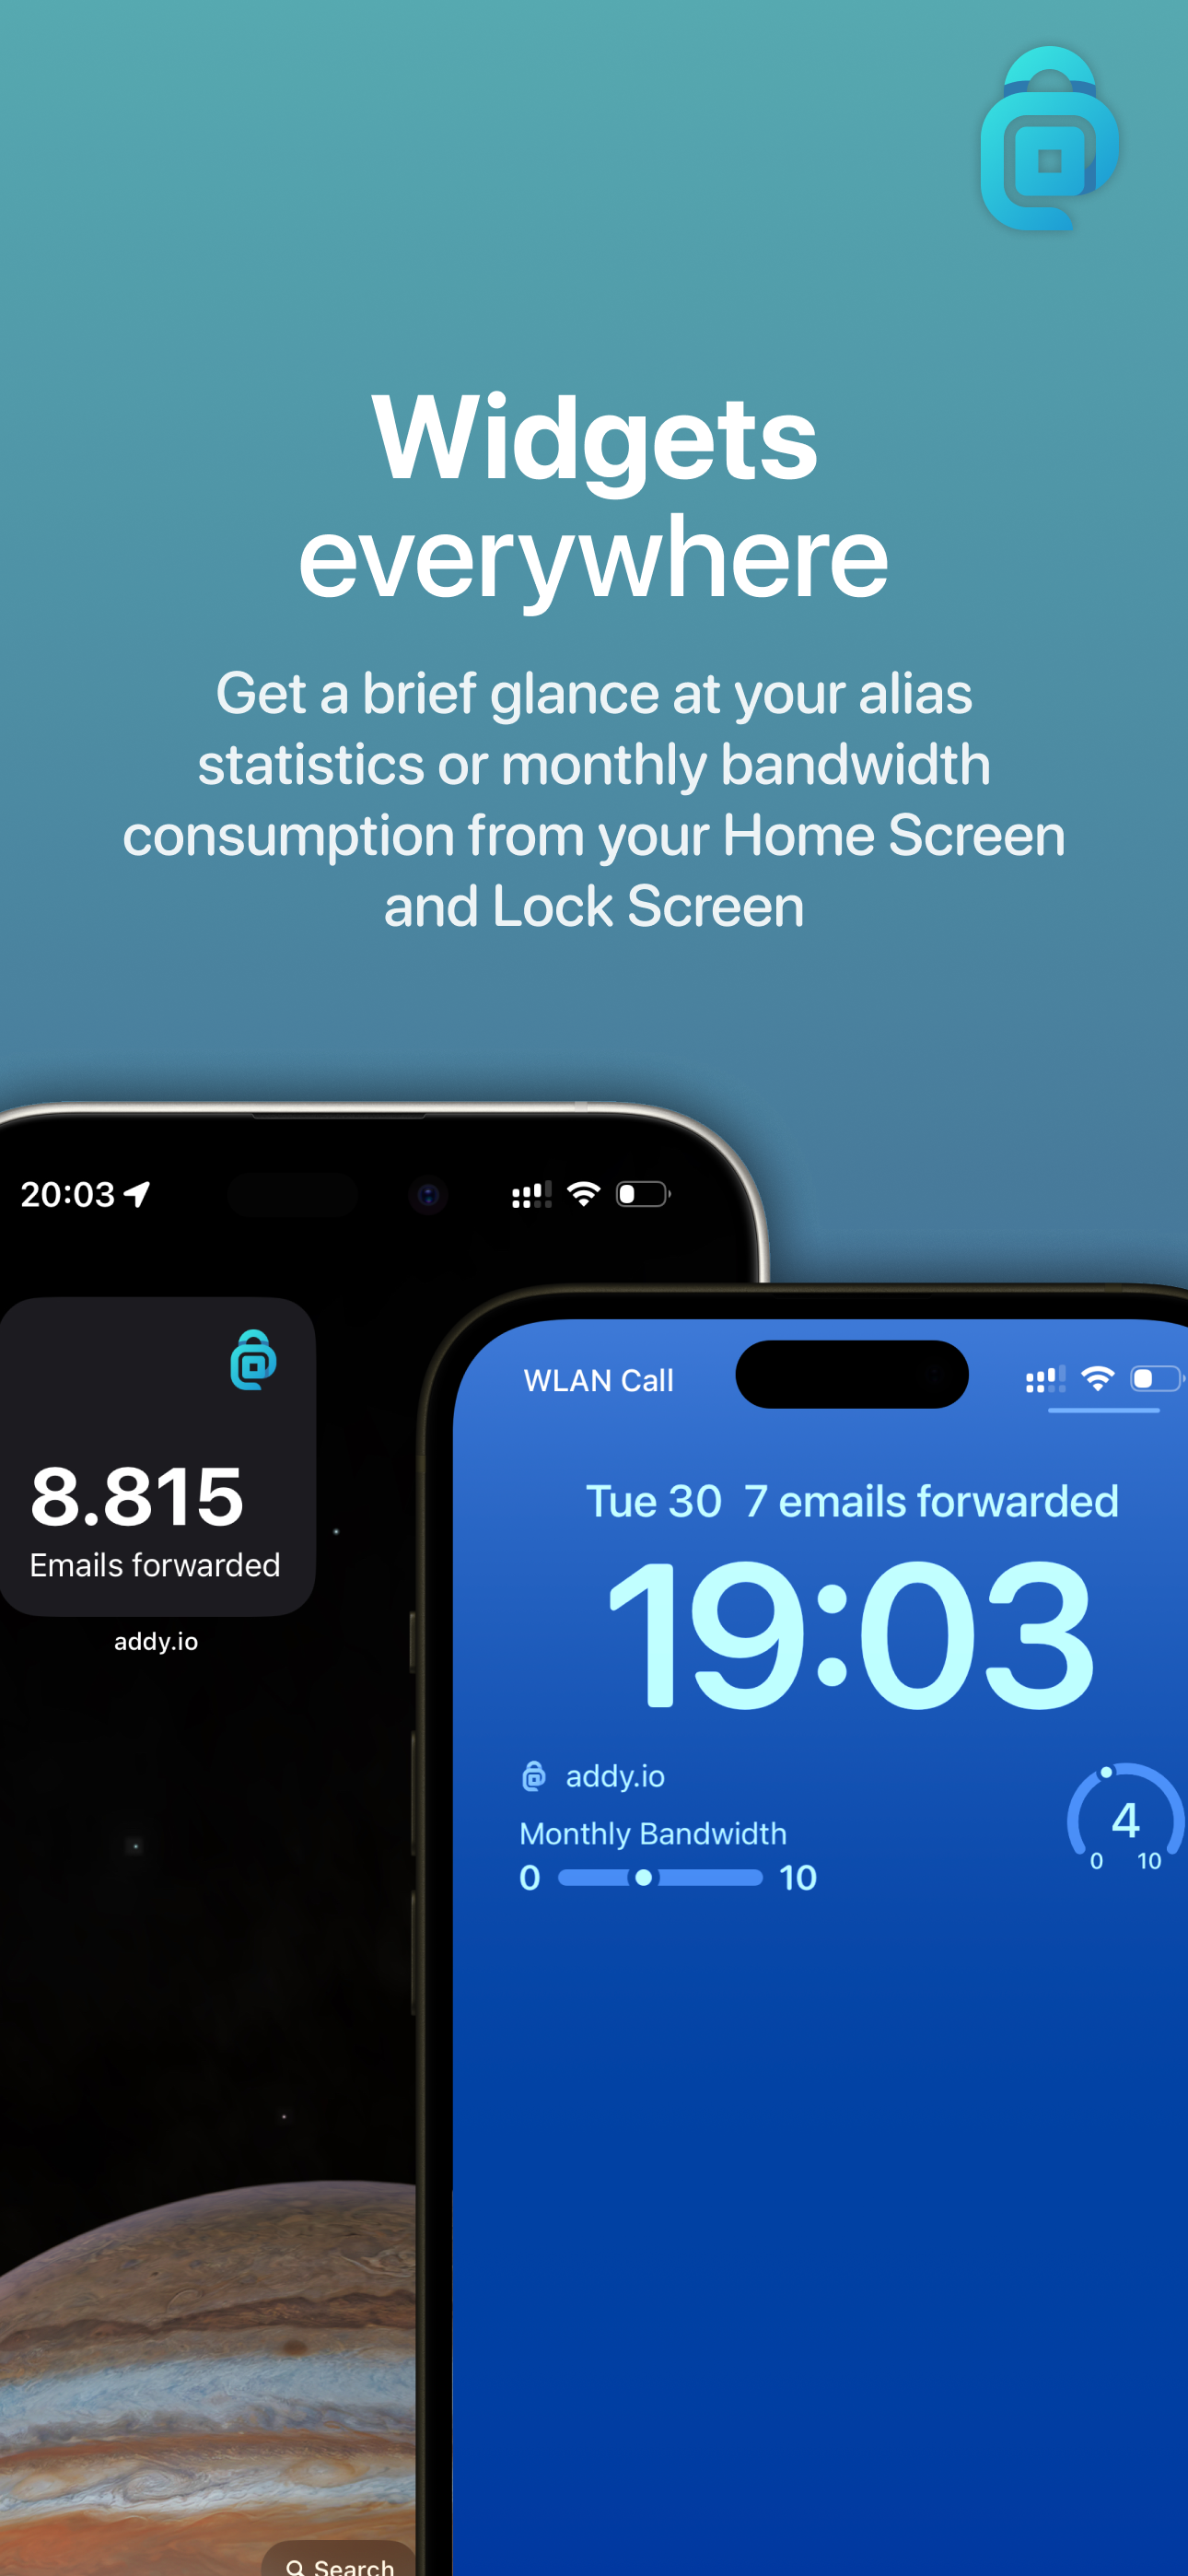 Widgets
everywhere
Get a brief glance at your alias
statistics or monthly bandwidth
consumption from your Home Screen
and Lock Screen
20:03
8.815
Emails forwarded
addy.io
Search
WLAN Call
Tue 30 7 emails forwarded
19:03
addy.io
Monthly Bandwidth
0 10
4
0 10